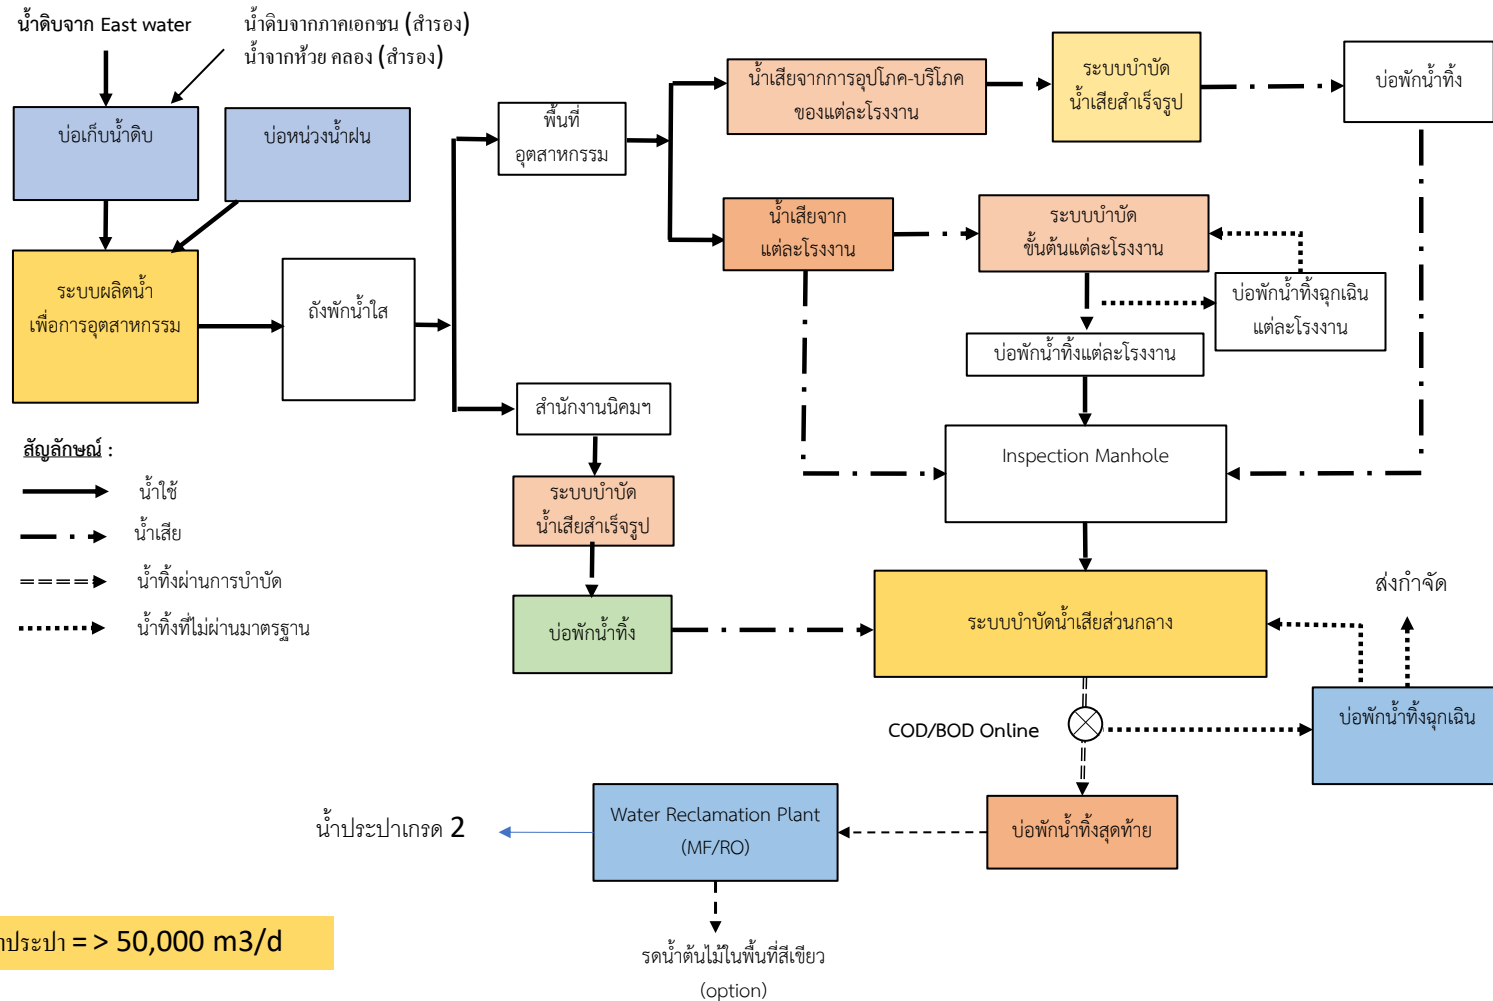 น้ำดิบจาก East water
น้ำดิบจากภาคเอกชน (สำรอง)
น้ำจากห้วย คลอง (สำรอง)
บ่อเก็บน้ำดิบ
บ่อหน่วงน้ำฝน
ระบบผลิตน้ำ
เพื่อการอุตสาหกรรม
ถังพักน้ำใส
พื้นที่
อุตสาหกรรม
น้ำเสียจากการอุปโภค-บริโภค
ของแต่ละโรงงาน
ระบบบำบัด
น้ำเสียสำเร็จรูป
บ่อพักน้ำทิ้ง
น้ำเสียจาก
แต่ละโรงงาน
ระบบบำบัด
ขั้นต้นแต่ละโรงงาน
บ่อพักน้ำทิ้งฉุกเฉิน
แต่ละโรงงาน
บ่อพักน้ำทิ้งแต่ละโรงงาน
Inspection Manhole
สำนักงานนิคมฯ
ระบบบำบัด
น้ำเสียสำเร็จรูป
บ่อพักน้ำทิ้ง
ระบบบำบัดน้ำเสียส่วนกลาง
ส่งกำจัด
บ่อพักน้ำทิ้งฉุกเฉิน
COD/BOD Online
บ่อพักน้ำทิ้งสุดท้าย
Water Reclamation Plant
(MF/RO)
น้ำประปาเกรด 2
รดน้ำต้นไม้ในพื้นที่สีเขียว
(option)
สัญลักษณ์ :
น้ำใช้
น้ำเสีย
น้ำทิ้งผ่านการบำบัด
น้ำทิ้งที่ไม่ผ่านมาตรฐาน
าประปา = > 50,000 m3/d